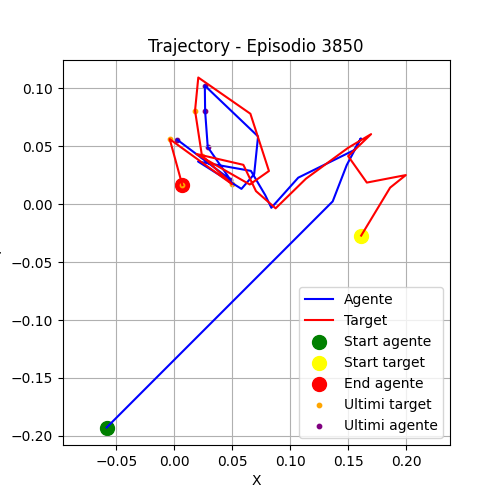 Trajectory - Episodio 3850
0.10
0.05
0.00
−0.05
−0.10
−0.15
−0.20
−0.05
0.00
0.05
0.10
0.15
0.20
X
Agente
Target
Start agente
Start target
End agente
Ultimi target
Ultimi agente